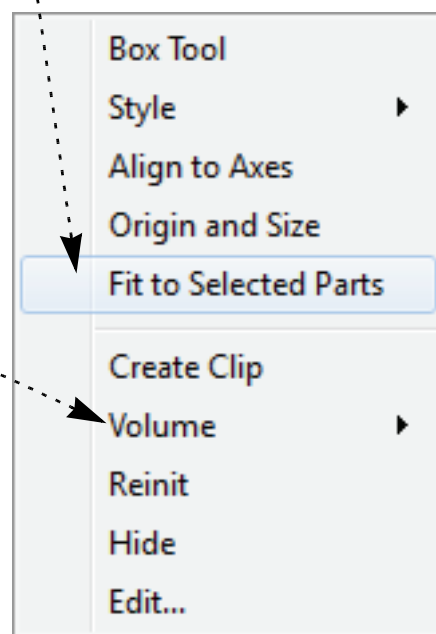 Box Tool
Style
Align to Axes
Origin and Size
Fit to Selected Parts
Create Clip
Volume
Reinit
Hide
Edit...